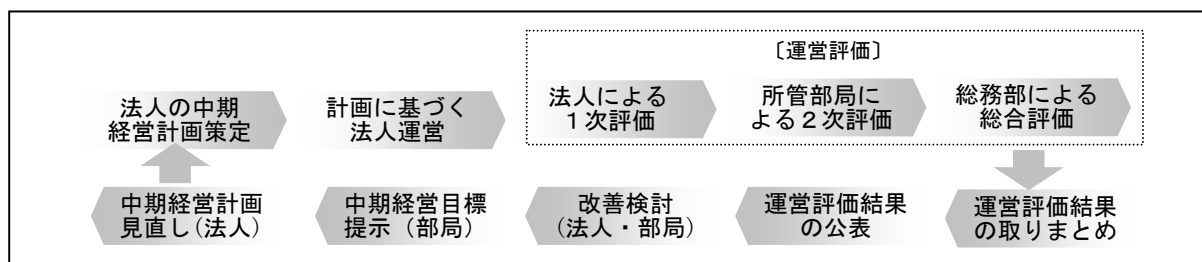 〔運営評価〕
法人の中期
経営計画策定
計画に基づく
法人運営
法人による
１次評価
所管部局に
よる２次評価
総務部による
総合評価
運営評価結果
の取りまとめ
運営評価結果
の公表
改善検討
(法人・部局)
中期経営目標
提示（部局）
中期経営計画
見直し(法人)